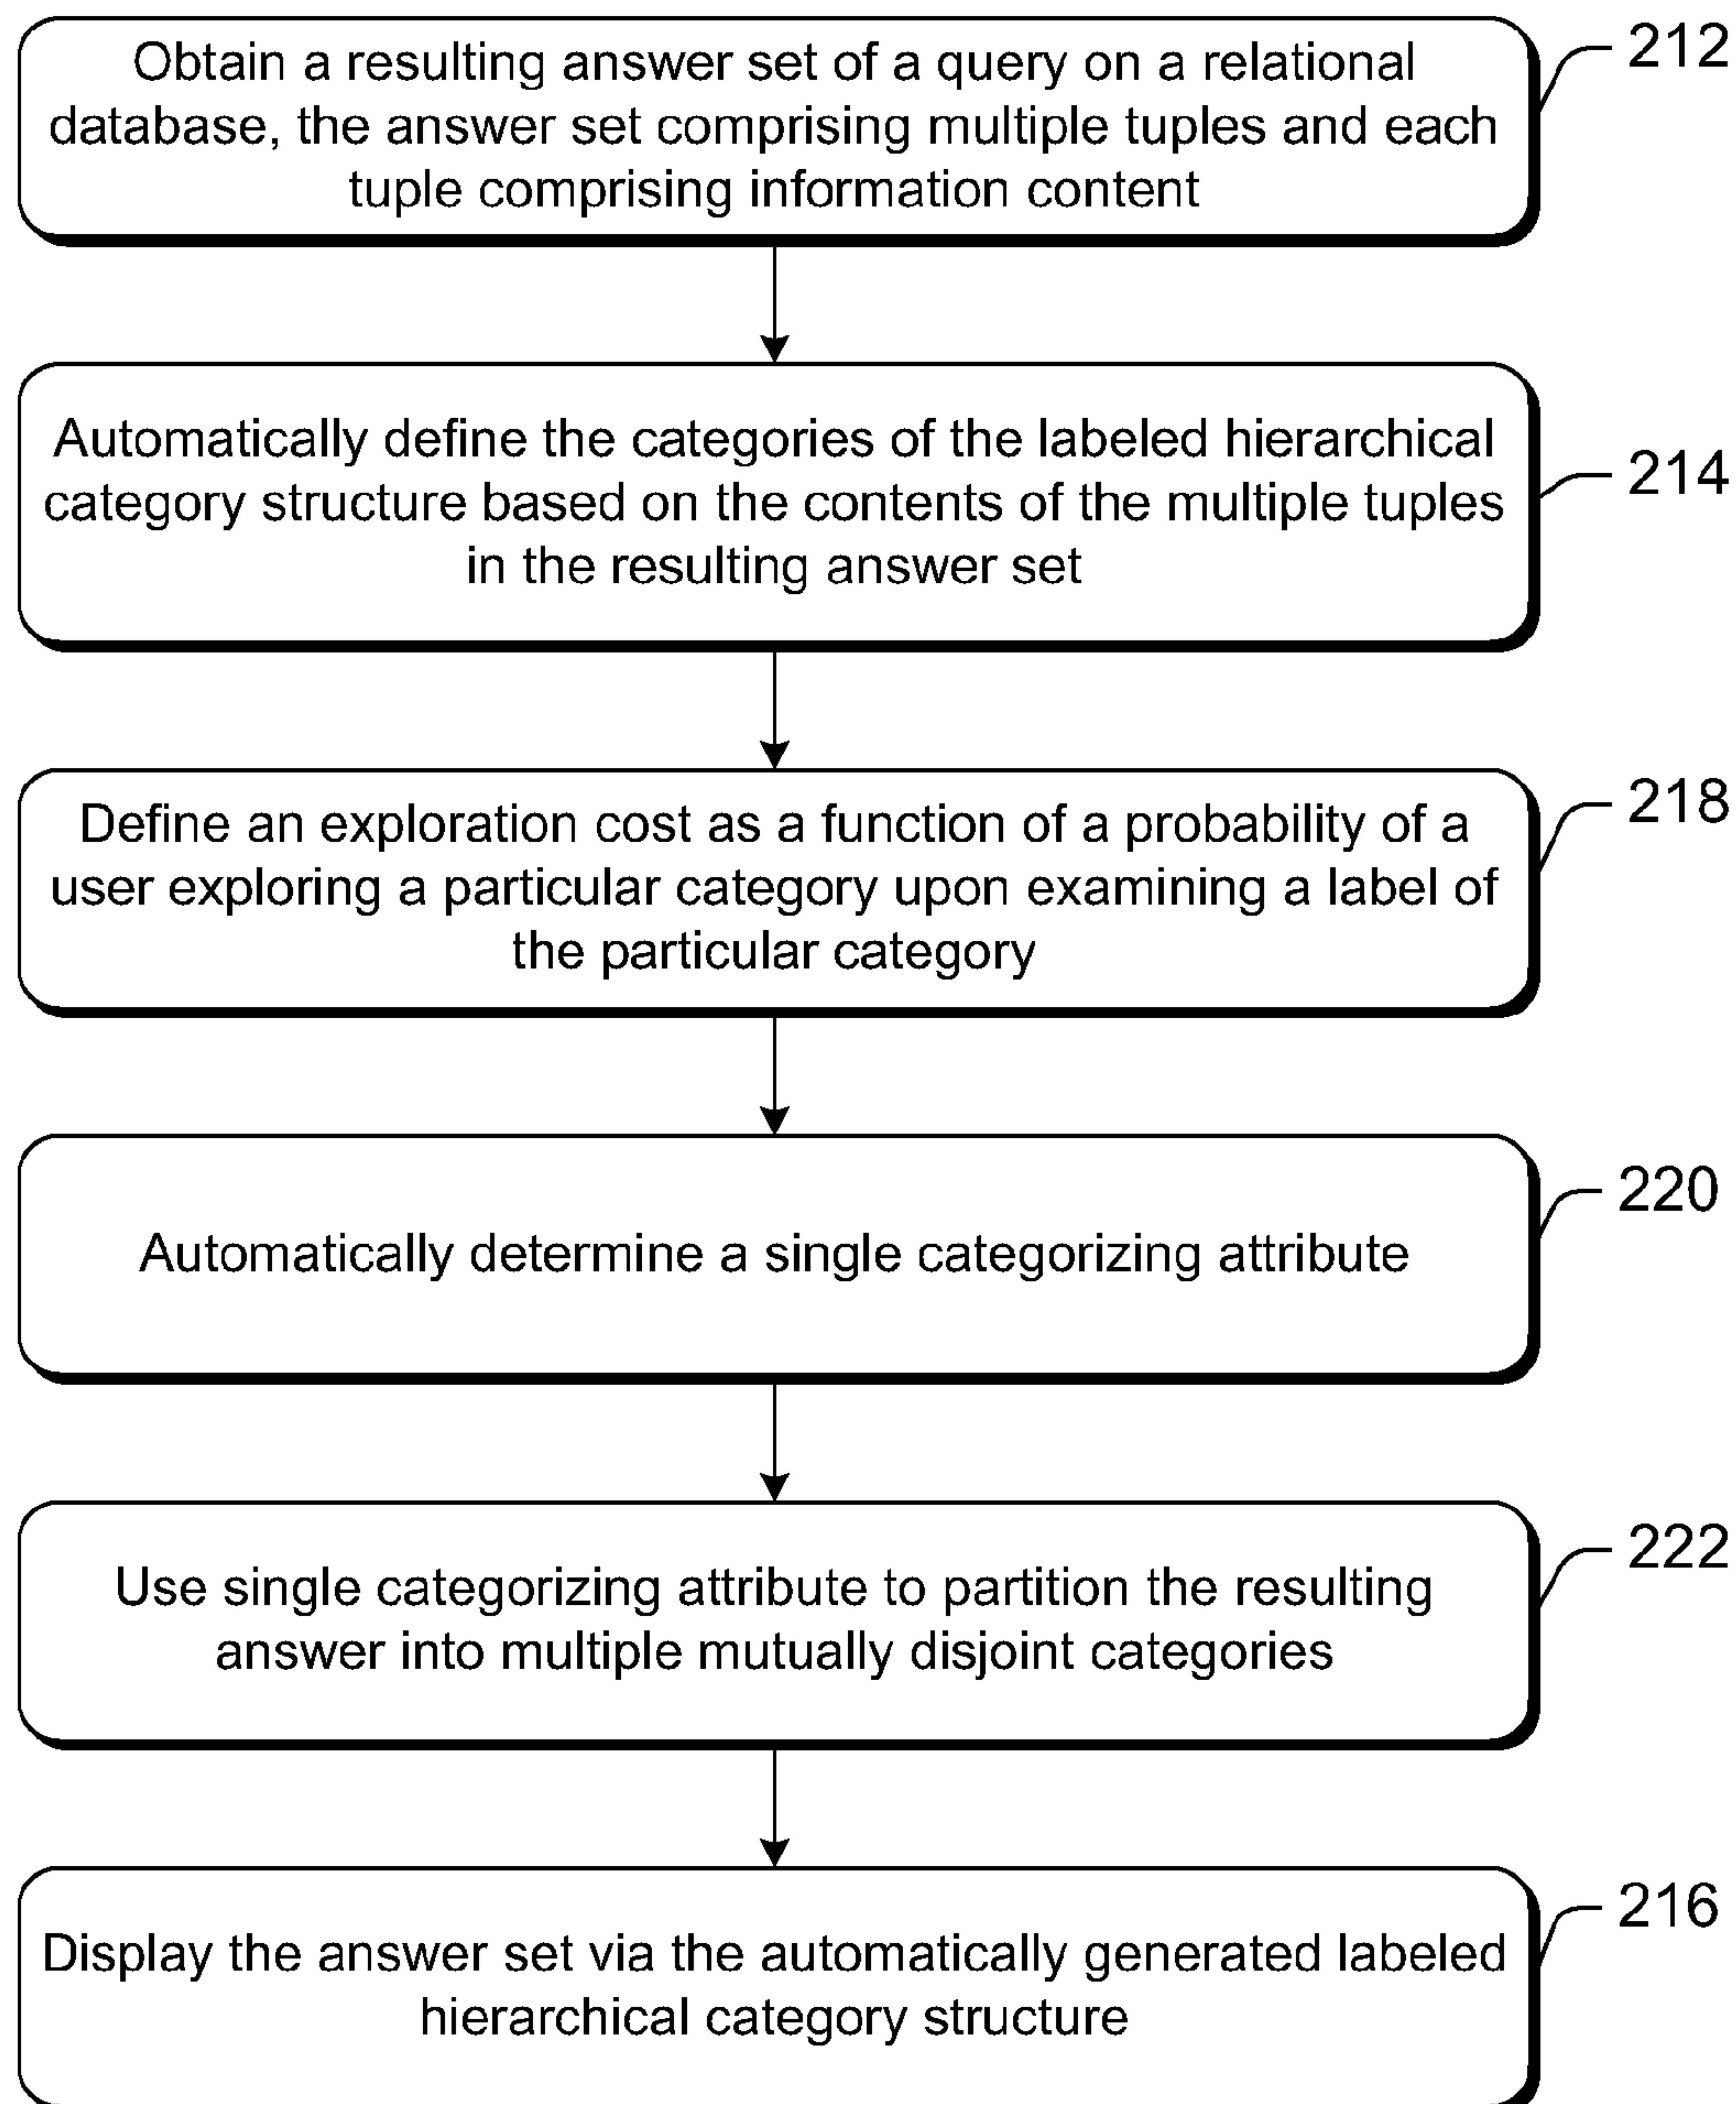 Obtain a resulting answer set of a query on a relational
database, the answer set comprising multiple tuples and each
tuple comprising information content
212
Automatically define the categories of the labeled hierarchical
category structure based on the contents of the multiple tuples
in the resulting answer set
214
Define an exploration cost as a function of a probability of a
user exploring a particular category upon examining a label of
the particular category
218
Automatically determine a single categorizing attribute
220
Use single categorizing attribute to partition the resulting
answer into multiple mutually disjoint categories
222
Display the answer set via the automatically generated labeled
hierarchical category structure
216